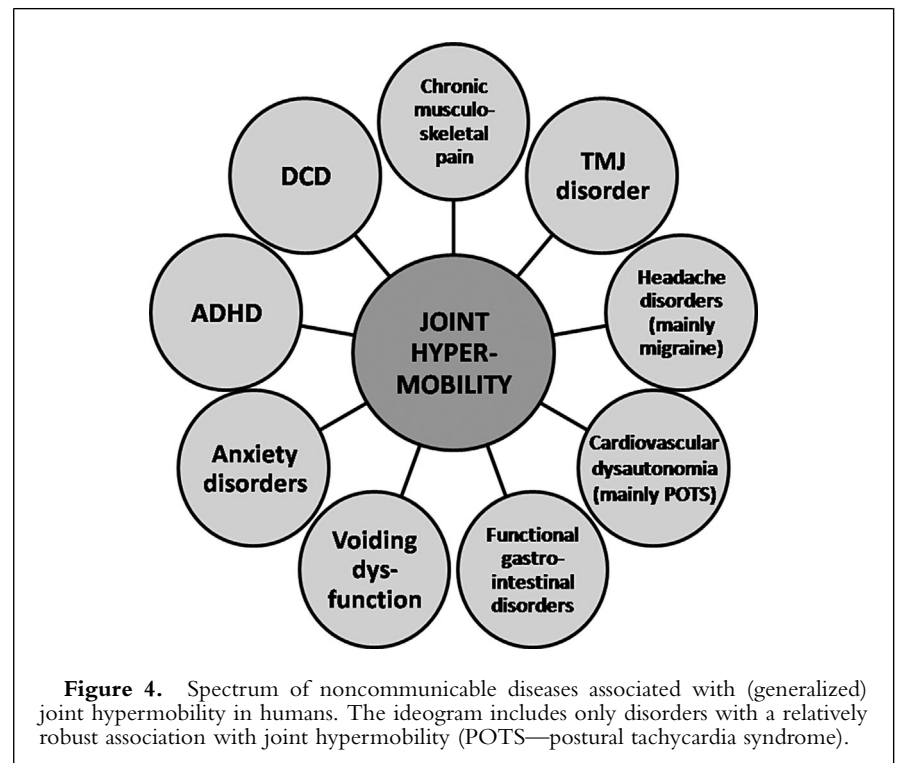 Chronic
musculo-
skeletal
pain
TMJ
disorder
Headache
disorders
(mainly
migraine)
Cardiovascular
dysautonomia
(mainly POTS)
Functional
gastro-
intestinal
disorders
Voiding
dys-
function
Anxiety
disorders
ADHD
DCD
JOINT
HYPER-
MOBILITY
Figure 4. Spectrum of noncommunicable diseases associated with (generalized)
joint hypermobility in humans. The ideogram includes only disorders with a relatively
robust association with joint hypermobility (POTS—postural tachycardia syndrome).